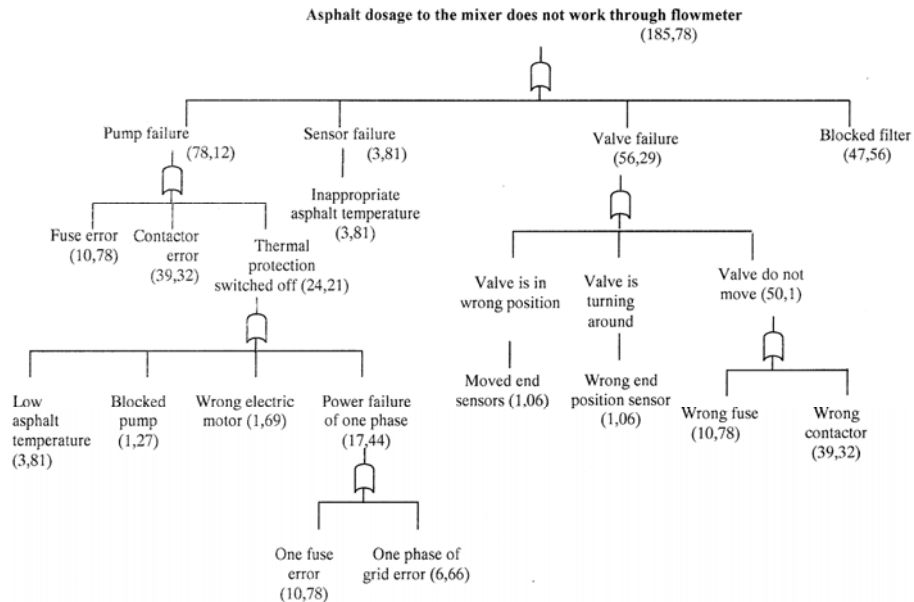 Asphalt dosage to the mixer does not work through flowmeter
(185,78)
Pump failure
(78,12)
Sensor failure
(3,81)
Valve failure
(56,29)
Blocked filter
(47,56)
Inappropriate
asphalt temperature
(3,81)
Fuse error
(10,78)
Contactor
error
(39,32)
Thermal
protection
switched off (24,21)
Valve is in
wrong position
Valve is
turning
around
Valve do not
move (50,1)
Low
asphalt
temperature
(3,81)
Blocked
pump
(1,27)
Wrong electric
motor (1,69)
Power failure
of one phase
(17,44)
Moved end
sensors (1,06)
Wrong end
position sensor
(1,06)
Wrong fuse
(10,78)
Wrong
contactor
(39,32)
One fuse
error
(10,78)
One phase of
grid error (6,66)